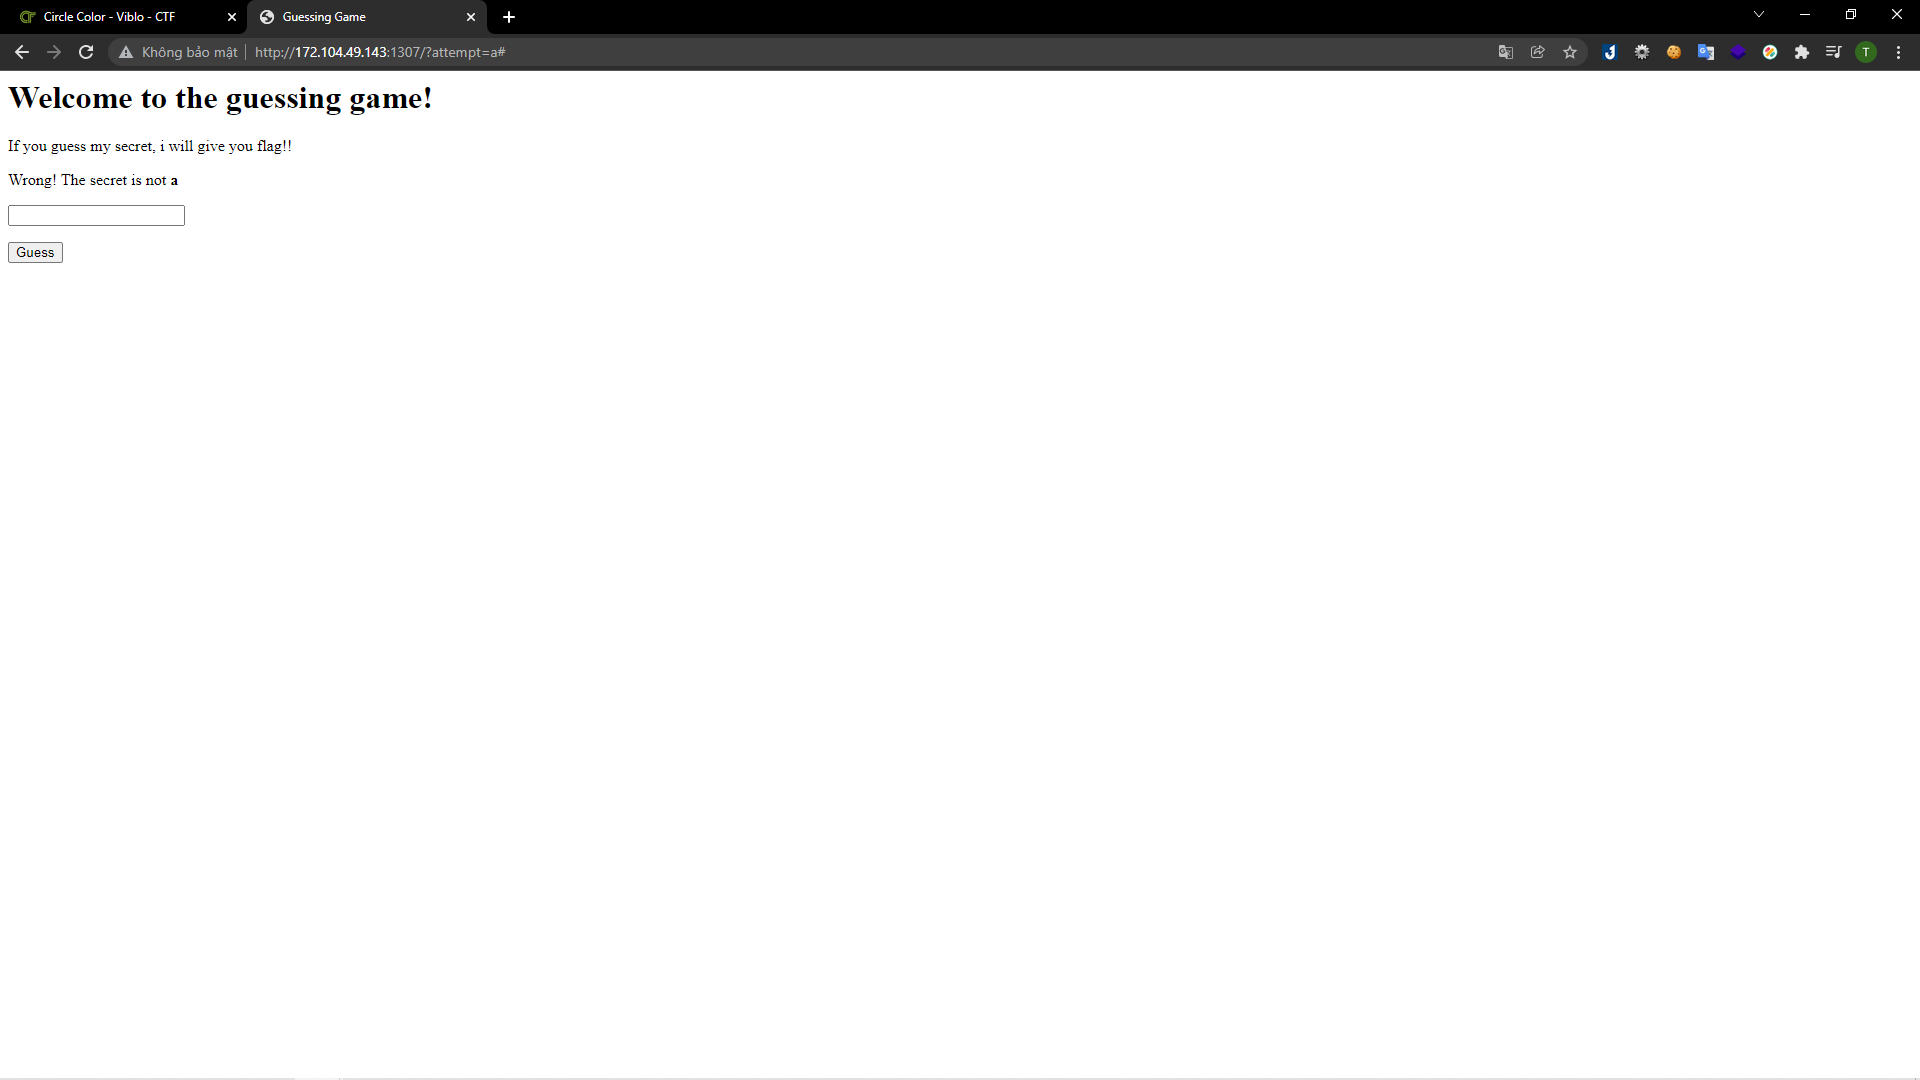 Circle Color - Viblo - CTF
Guessing Game
Không bảo mật
http://172.104.49.143:1307/?attempt=a#
T
Welcome to the guessing game!
If you guess my secret, i will give you flag!!
Wrong! The secret is not a
Guess